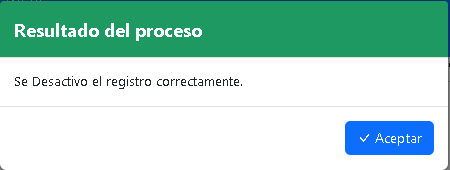 Resultado del proceso
Se Desactivo el registro correctamente.
Aceptar